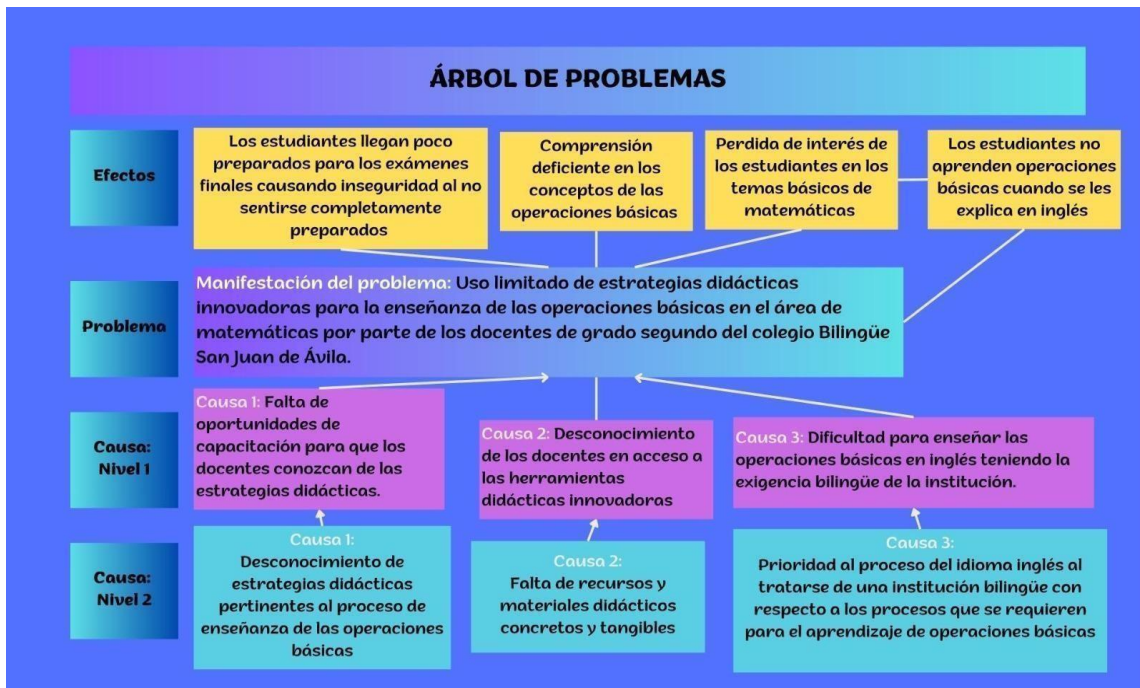 ÁRBOL DE PROBLEMAS
Efectos
Los estudiantes llegan poco
preparados para los exámenes
finales causando inseguridad al no
sentirse completamente
preparados
Comprensión
deficiente en los
conceptos de las
operaciones básicas
Perdida de interés de
los estudiantes en los
temas básicos de
matemáticas
Los estudiantes no
aprenden operaciones
básicas cuando se les
explica en inglés
Problema
Manifestación del problema: Uso limitado de estrategias didácticas
innovadoras para la enseñanza de las operaciones básicas en el área de
matemáticas por parte de los docentes de grado segundo del colegio Bilingüe
San Juan de Ávila.
Causa:
Nivel 1
Causa 1: Falta de
oportunidades de
capacitación para que los
docentes conozcan de las
estrategias didácticas.
Causa 2: Desconocimiento
de los docentes en acceso a
las herramientas
didácticas innovadoras
Causa 3: Dificultad para enseñar las
operaciones básicas en inglés teniendo la
exigencia bilingüe de la institución.
Causa:
Nivel 2
Causa 1:
Desconocimiento de
estrategias didácticas
pertinentes al proceso de
enseñanza de las operaciones
básicas
Causa 2:
Falta de recursos y
materiales didácticos
concretos y tangibles
Causa 3:
Prioridad al proceso del idioma inglés al
tratarse de una institución bilingüe con
respecto a los procesos que se requieren
para el aprendizaje de operaciones básicas